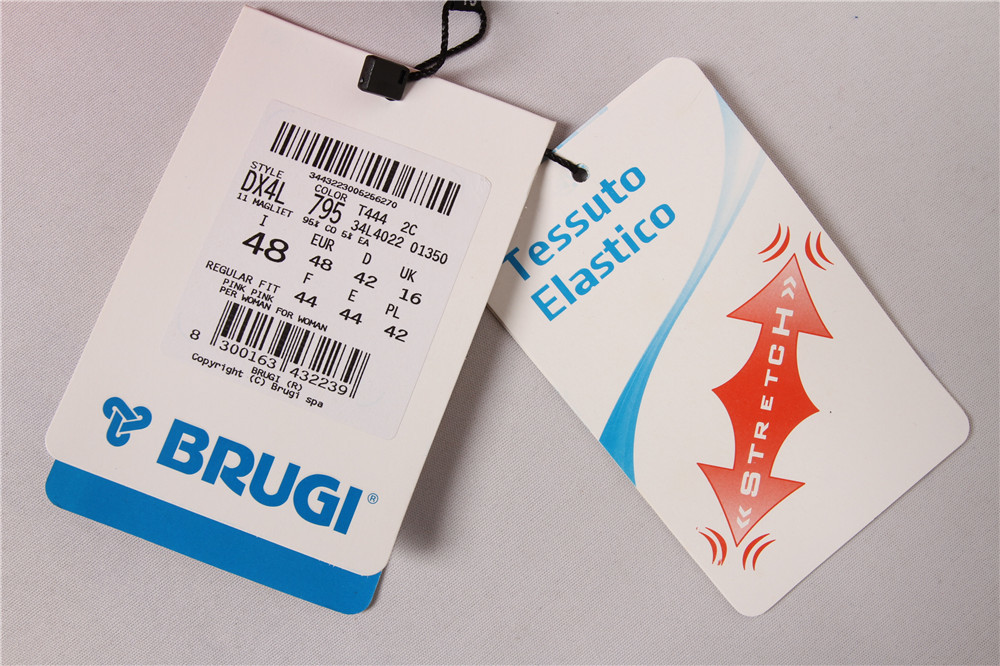 3443223006266270
STYLE COLOR T444 2C
DX4L 795 34L4022 01350
11 MAGLIET 95% CO 5% EA
I EUR D UK
48 48 42 16
F E PL
44 44 42
REGULAR FIT
PINK PINK
PER WOMAN FOR WOMAN
8 300163 432239
BRUGI (R)
Copyright (C) Brugi spa
BRUGI®
Tessuto
Elastico
« STRETCH »